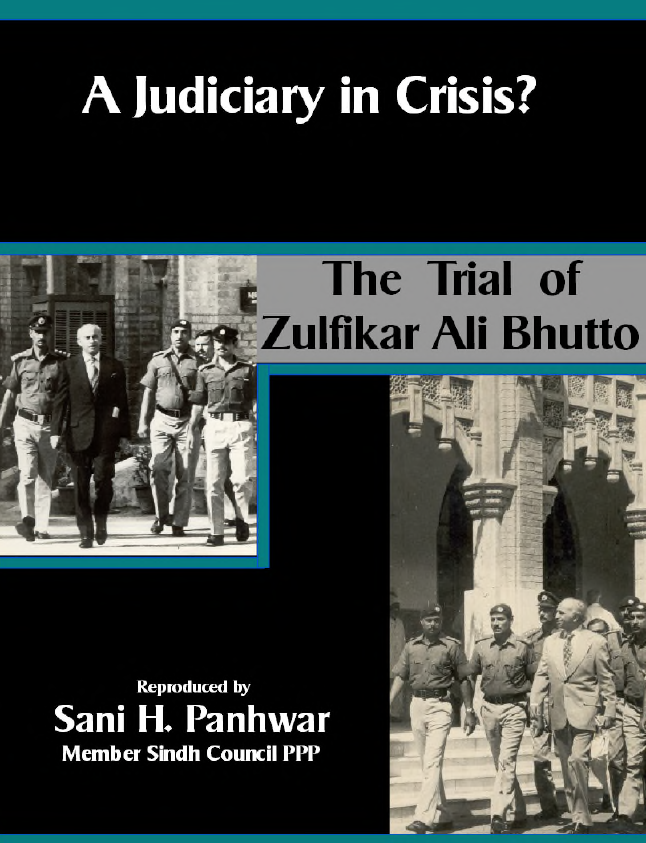 A Judiciary in Crisis?
The Trial of
Zulfikar Ali Bhutto
Reproduced by
Sani H. Panhwar
Member Sindh Council PPP